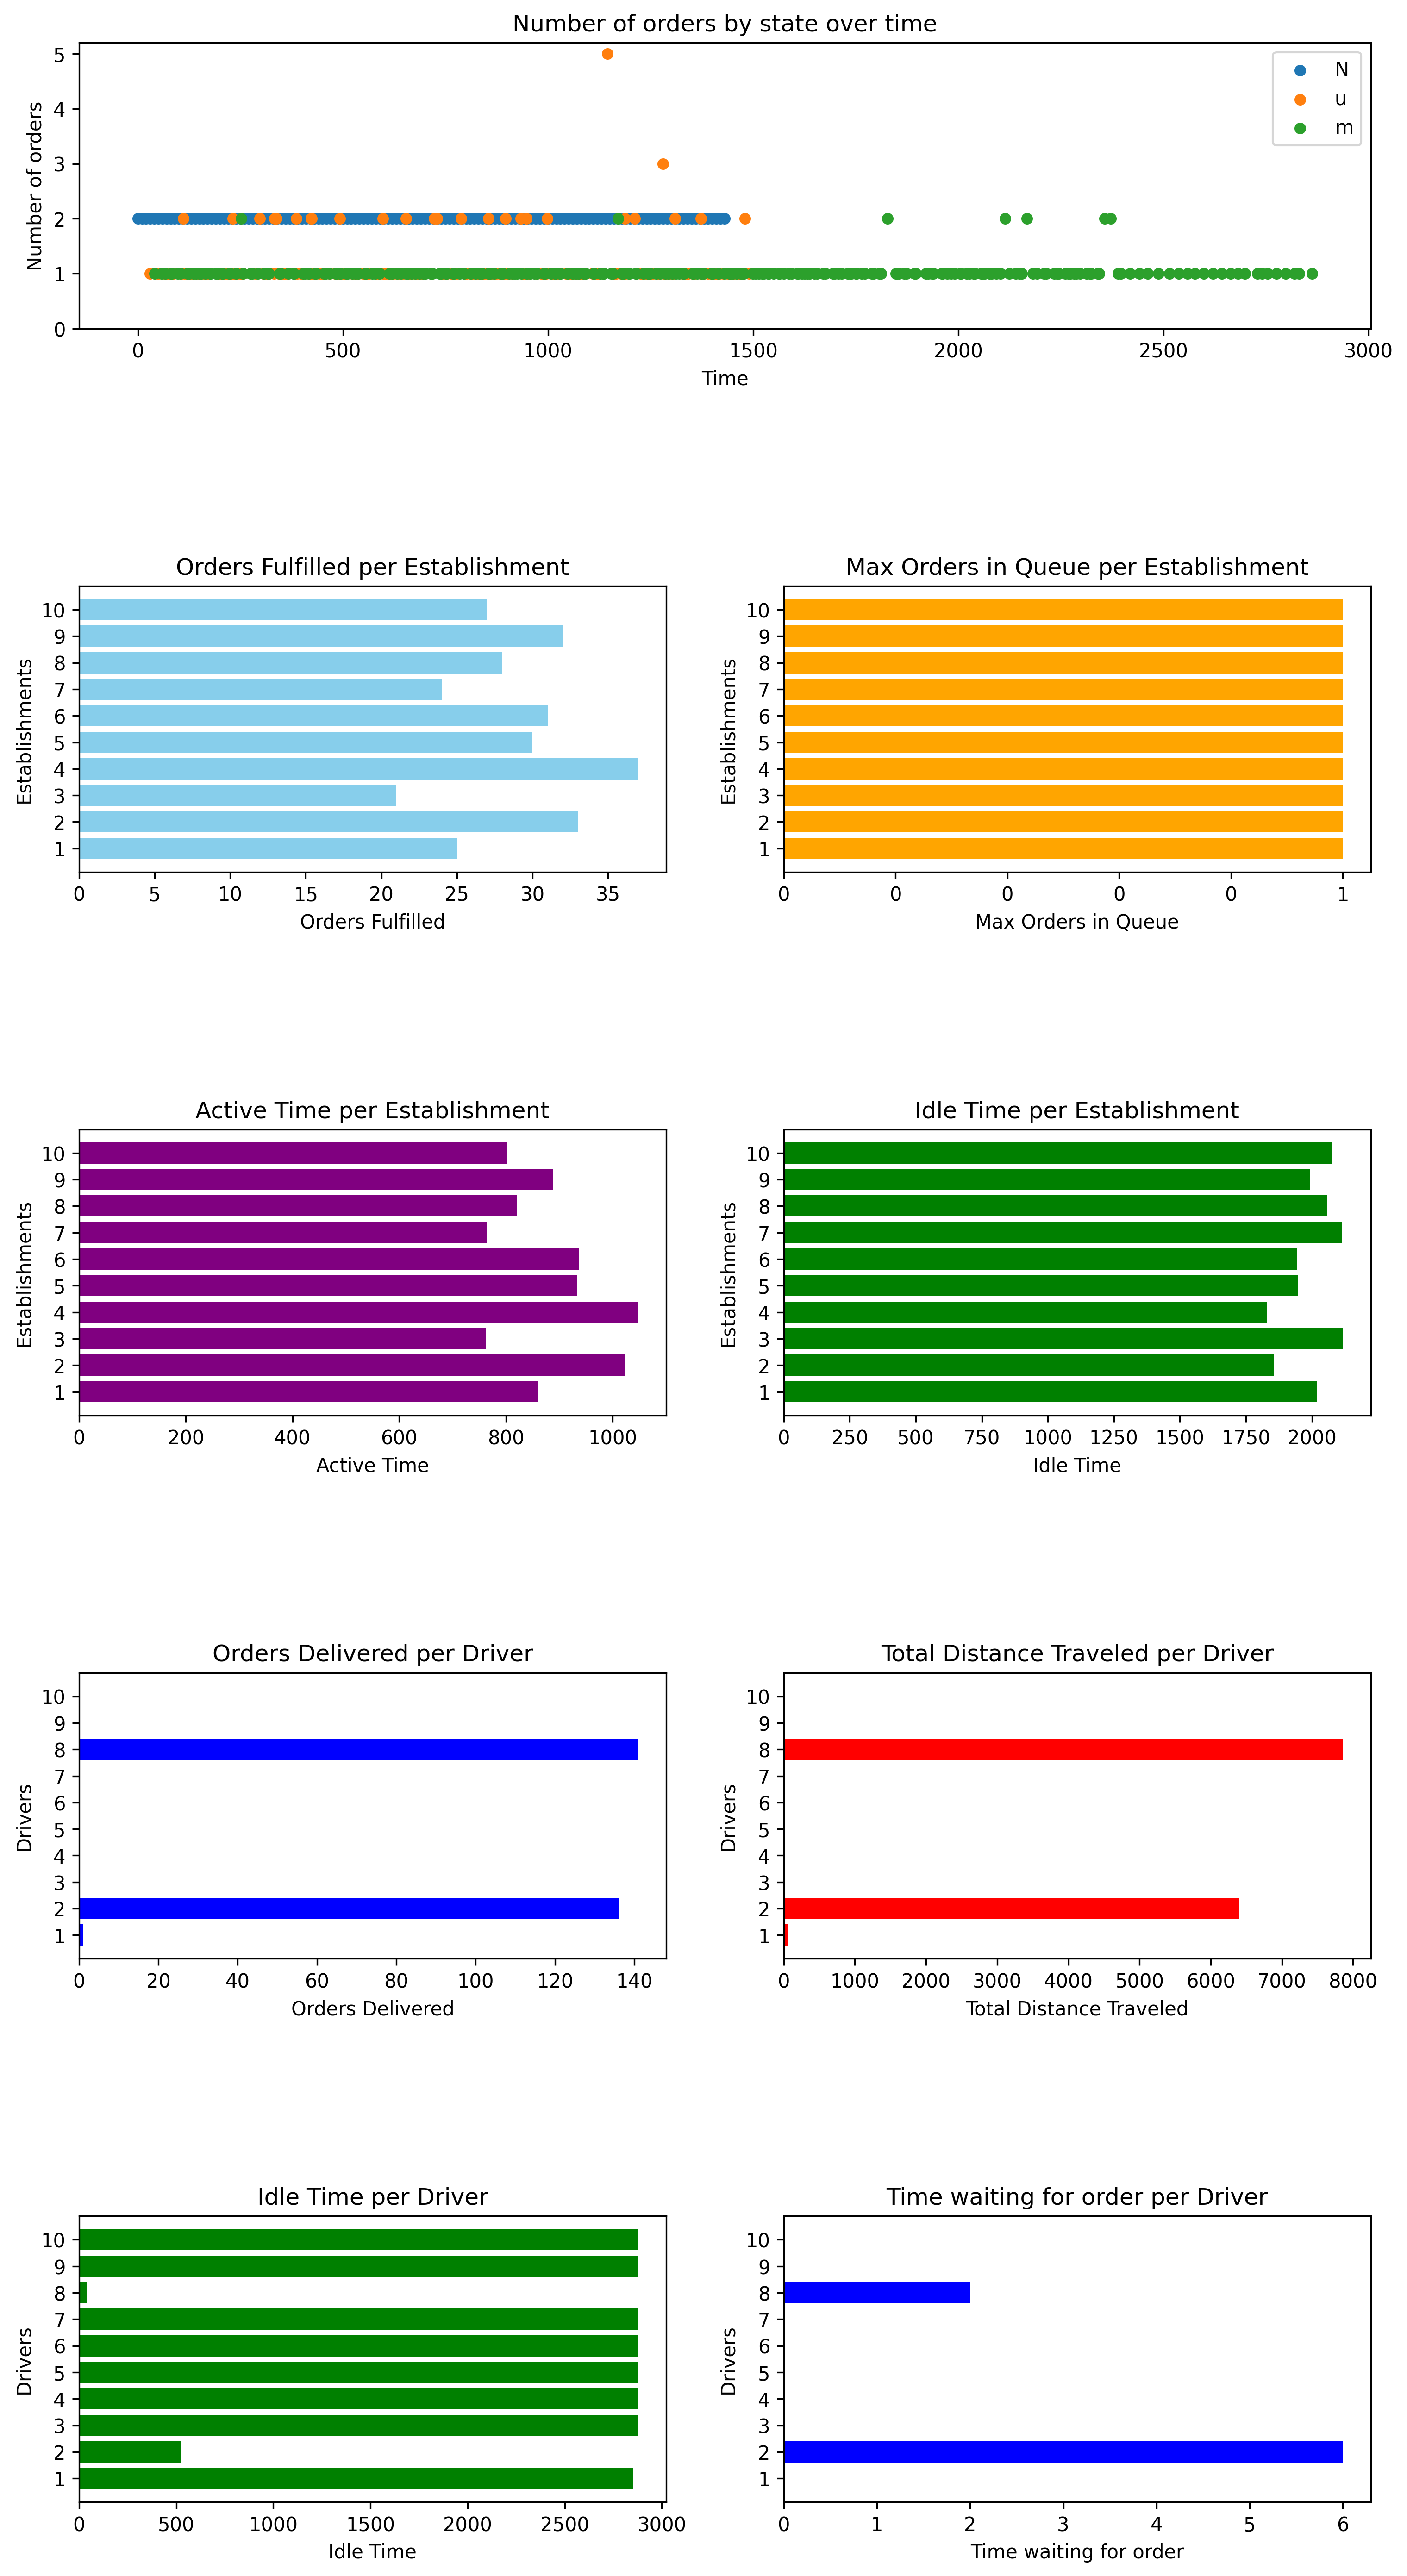 Number of orders by state over time
5
4
3
2
1
0
Number of orders
N
u
m
0 500 1000 1500 2000 2500 3000
Time
Orders Fulfilled per Establishment
10
9
8
7
6
5
4
3
2
1
Establishments
0 5 10 15 20 25 30 35
Orders Fulfilled
Max Orders in Queue per Establishment
10
9
8
7
6
5
4
3
2
1
Establishments
0 0 0 0 0 1
Max Orders in Queue
Active Time per Establishment
10
9
8
7
6
5
4
3
2
1
Establishments
0 200 400 600 800 1000
Active Time
Idle Time per Establishment
10
9
8
7
6
5
4
3
2
1
Establishments
0 250 500 750 1000 1250 1500 1750 2000
Idle Time
Orders Delivered per Driver
10
9
8
7
6
5
4
3
2
1
Drivers
0 20 40 60 80 100 120 140
Orders Delivered
Total Distance Traveled per Driver
10
9
8
7
6
5
4
3
2
1
Drivers
0 1000 2000 3000 4000 5000 6000 7000 8000
Total Distance Traveled
Idle Time per Driver
10
9
8
7
6
5
4
3
2
1
Drivers
0 500 1000 1500 2000 2500 3000
Idle Time
Time waiting for order per Driver
10
9
8
7
6
5
4
3
2
1
Drivers
0 1 2 3 4 5 6
Time waiting for order